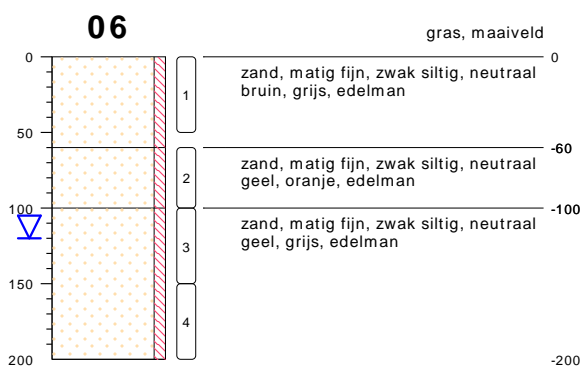 06
gras, maaiveld
0
0
zand, matig fijn, zwak siltig, neutraal
bruin, grijs, edelman
1
50
-60
zand, matig fijn, zwak siltig, neutraal
geel, oranje, edelman
2
100
-100
zand, matig fijn, zwak siltig, neutraal
geel, grijs, edelman
3
150
4
200
-200